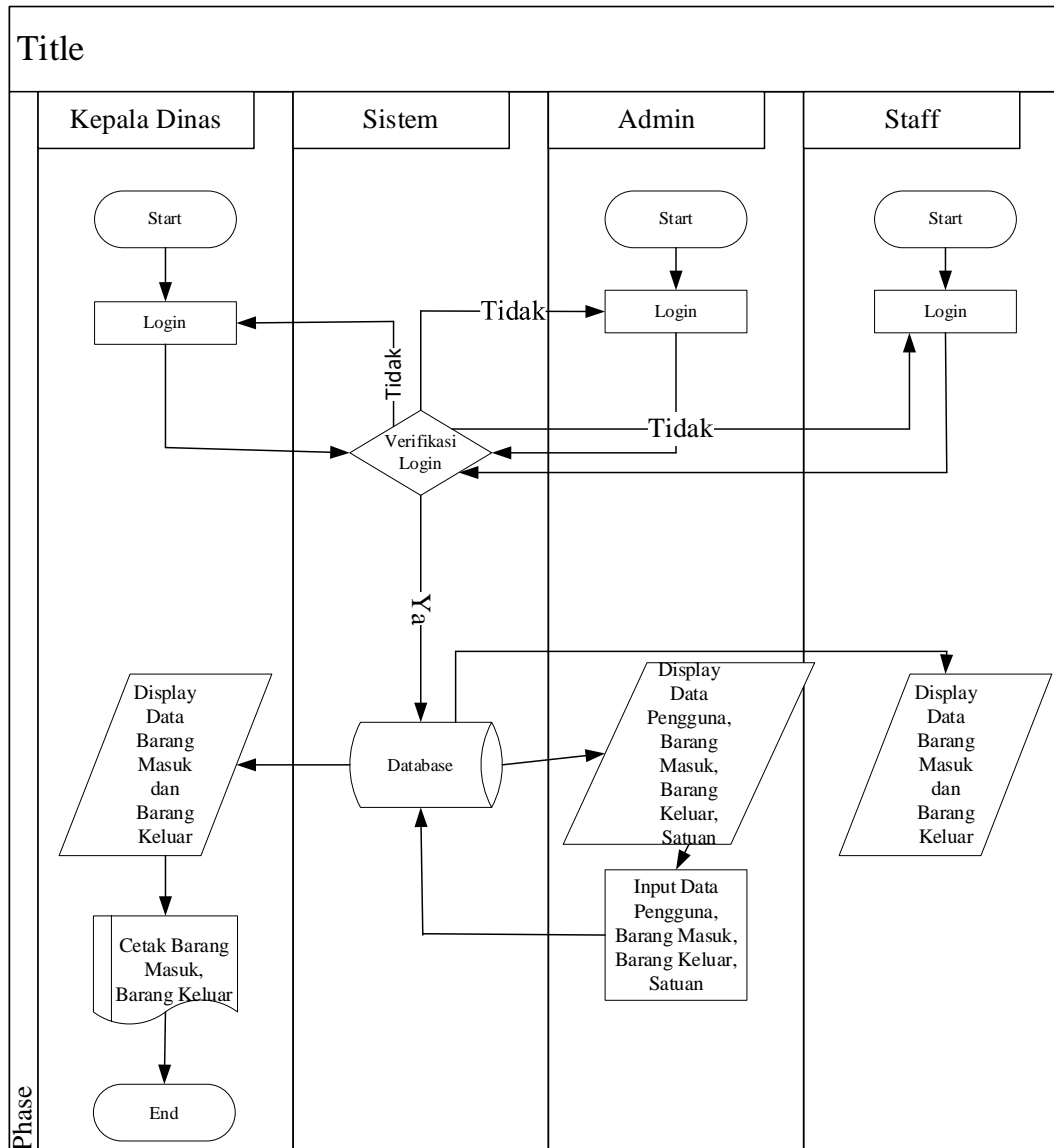 Title
Phase
Kepala Dinas
Sistem
Admin
Staff
Start
Start
Start
Login
Login
Login
Tidak
Tidak
Tidak
Verifikasi
Login
Ya
Display
Data
Barang
Masuk
dan
Barang
Keluar
Database
Display
Data
Pengguna,
Barang
Masuk,
Barang
Keluar,
Satuan
Display
Data
Barang
Masuk
dan
Barang
Keluar
Cetak Barang
Masuk,
Barang Keluar
Input Data
Pengguna,
Barang Masuk,
Barang Keluar,
Satuan
End